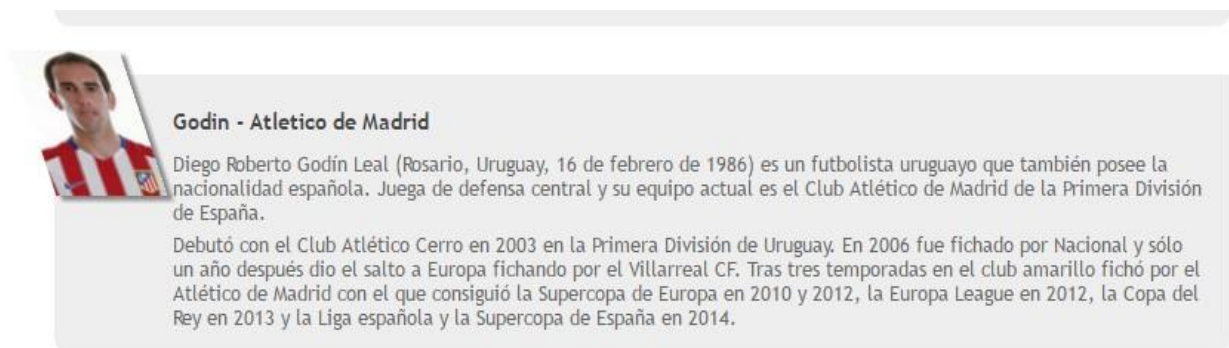 Godin - Atletico de Madrid
Diego Roberto Godín Leal (Rosario, Uruguay, 16 de febrero de 1986) es un futbolista uruguayo que también posee la
nacionalidad española. Juega de defensa central y su equipo actual es el Club Atlético de Madrid de la Primera División
de España.
Debutó con el Club Atlético Cerro en 2003 en la Primera División de Uruguay. En 2006 fue fichado por Nacional y sólo
un año después dio el salto a Europa fichando por el Villarreal CF. Tras tres temporadas en el club amarillo fichó por el
Atlético de Madrid con el que consiguió la Supercopa de Europa en 2010 y 2012, la Europa League en 2012, la Copa del
Rey en 2013 y la Liga española y la Supercopa de España en 2014.